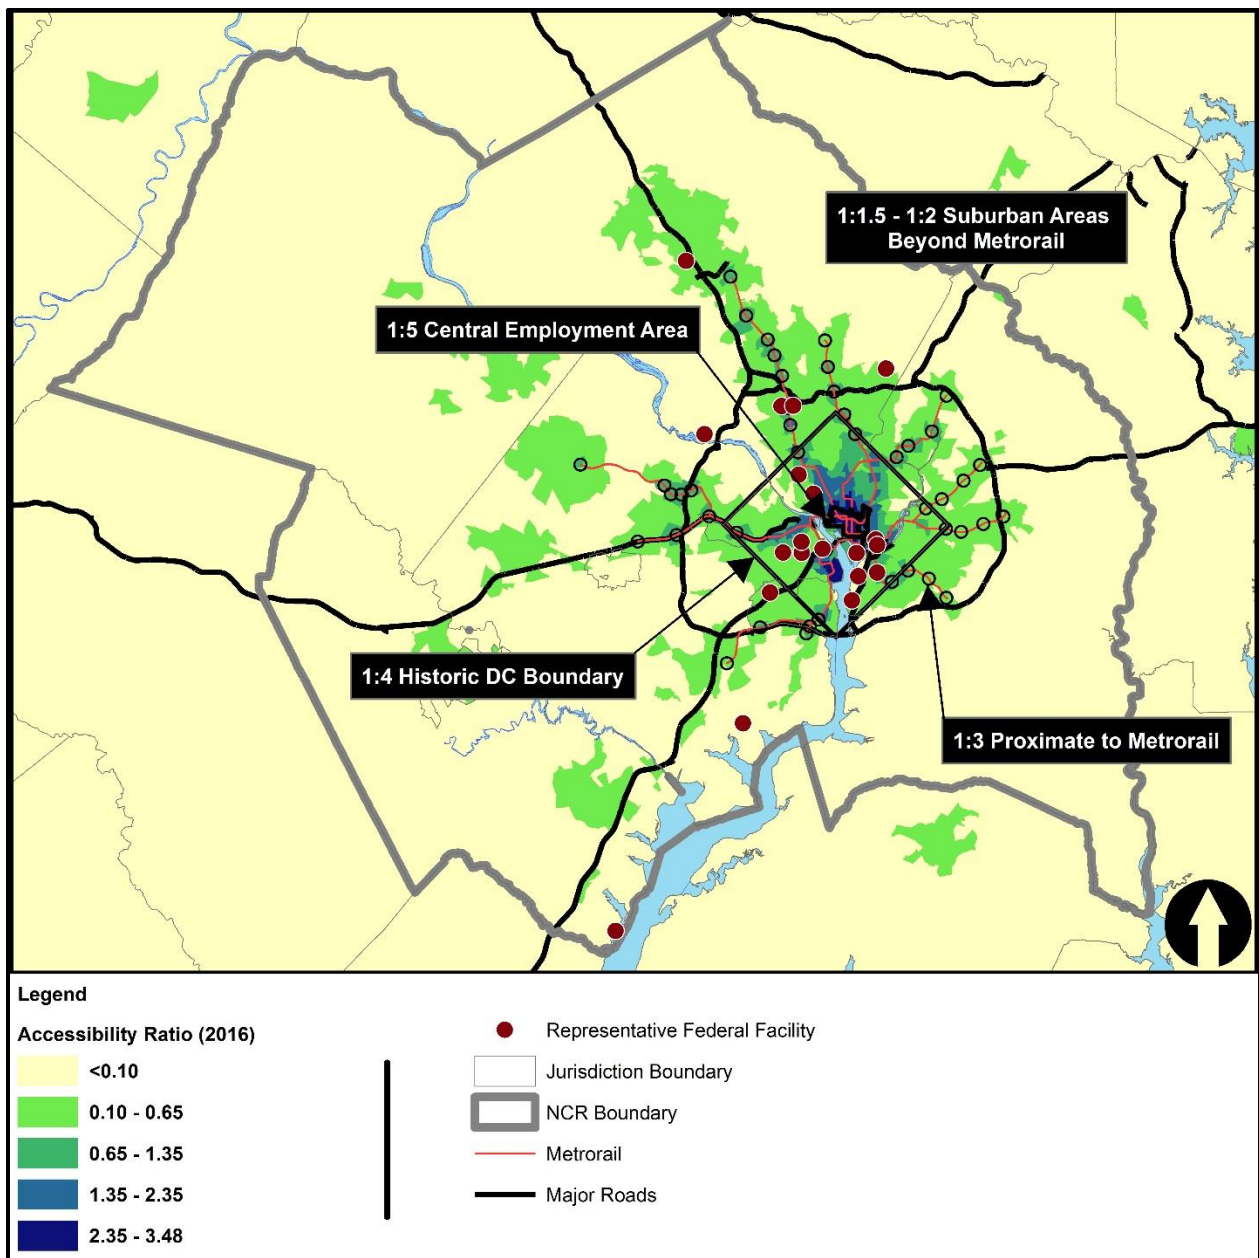 1:1.5 - 1:2 Suburban Areas
Beyond Metrorail
1:5 Central Employment Area
1:4 Historic DC Boundary
1:3 Proximate to Metrorail
Legend
Accessibility Ratio (2016)
<0.10
0.10 - 0.65
0.65 - 1.35
1.35 - 2.35
2.35 - 3.48
Representative Federal Facility
Jurisdiction Boundary
NCR Boundary
Metrorail
Major Roads